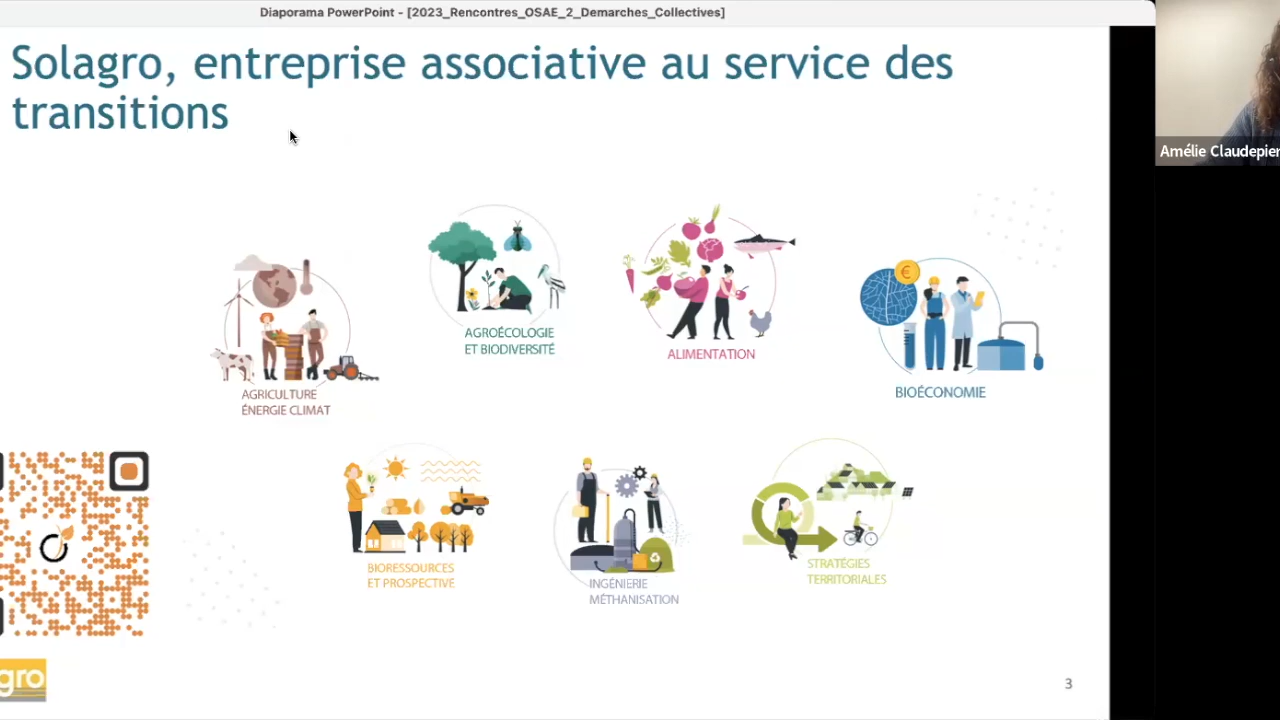 Diaporama PowerPoint - [2023_Rencontres_OSAE_2_Demarches_Collectives]
Solagro, entreprise associative au service des
transitions
Amélie Claudepier
AGROÉCOLOGIE
ET BIODIVERSITÉ
ALIMENTATION
BIOÉCONOMIE
AGRICULTURE
ÉNERGIE CLIMAT
BIORESSOURCES
ET PROSPECTIVE
INGÉNIERIE
MÉTHANISATION
STRATÉGIES
TERRITORIALES
gro
3